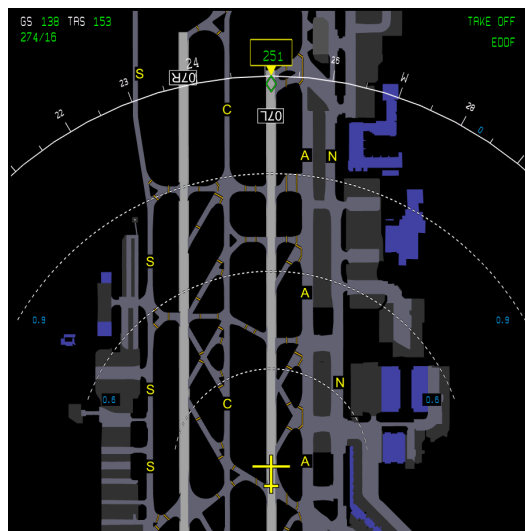 GS 138 TAS 153
274/16
TAKE OFF
EDDF
251
24
26
23
S
07R
W
22
C
28
07L
A N
S
A
0.9
0.9
N
S
0.6
C
0.6
S
A